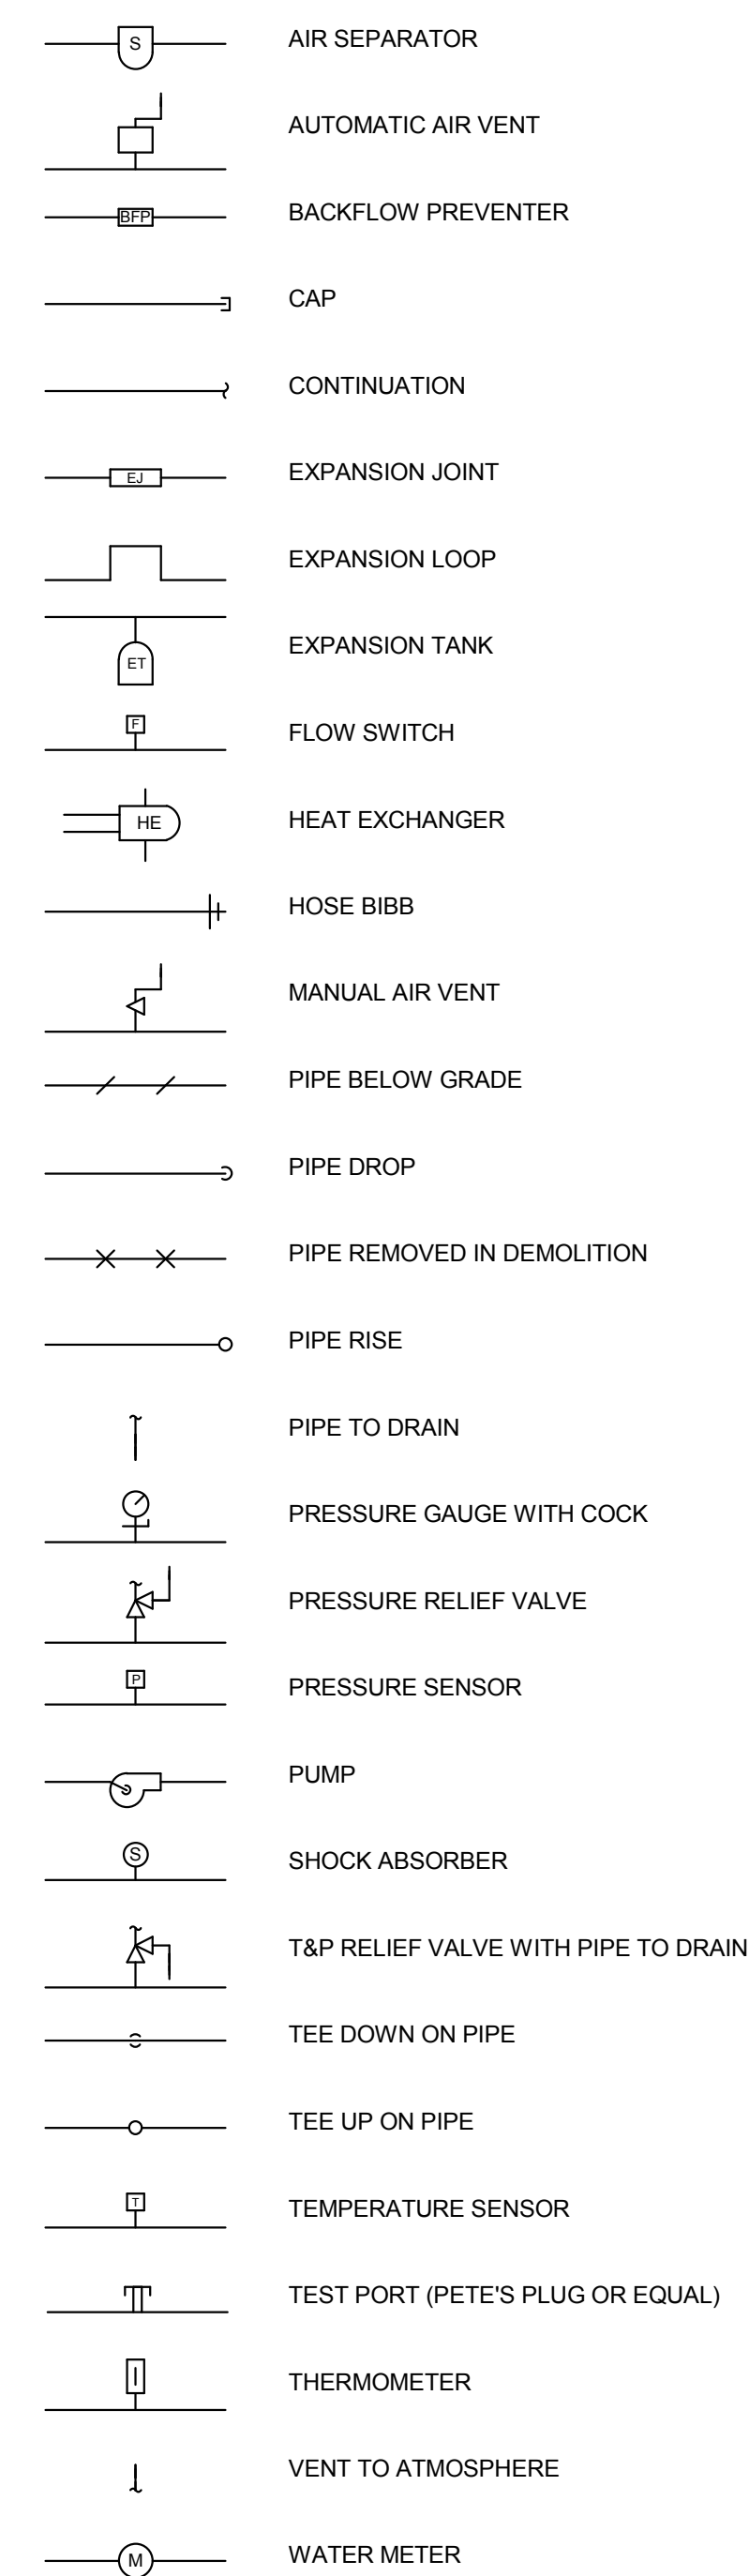 S AIR SEPARATOR
AUTOMATIC AIR VENT
BFP BACKFLOW PREVENTER
CAP
CONTINUATION
EJ EXPANSION JOINT
EXPANSION LOOP
ET EXPANSION TANK
F FLOW SWITCH
HE HEAT EXCHANGER
HOSE BIBB
MANUAL AIR VENT
PIPE BELOW GRADE
PIPE DROP
PIPE REMOVED IN DEMOLITION
PIPE RISE
PIPE TO DRAIN
PRESSURE GAUGE WITH COCK
PRESSURE RELIEF VALVE
P PRESSURE SENSOR
PUMP
S SHOCK ABSORBER
T&P RELIEF VALVE WITH PIPE TO DRAIN
TEE DOWN ON PIPE
TEE UP ON PIPE
T TEMPERATURE SENSOR
TEST PORT (PETE'S PLUG OR EQUAL)
THERMOMETER
VENT TO ATMOSPHERE
M WATER METER